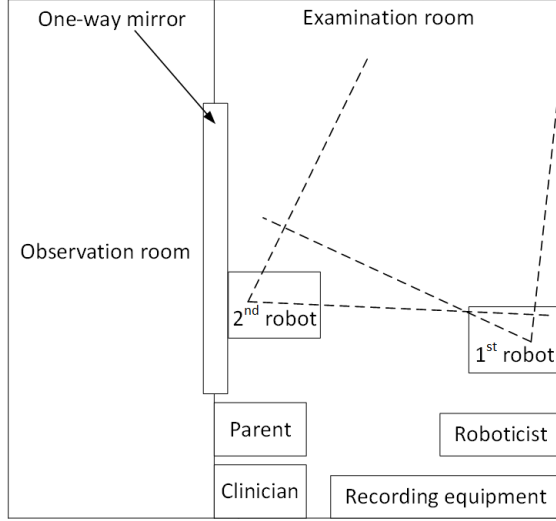 One-way mirror
Examination room
Observation room
2nd robot
1st robot
Parent
Roboticist
Clinician
Recording equipment